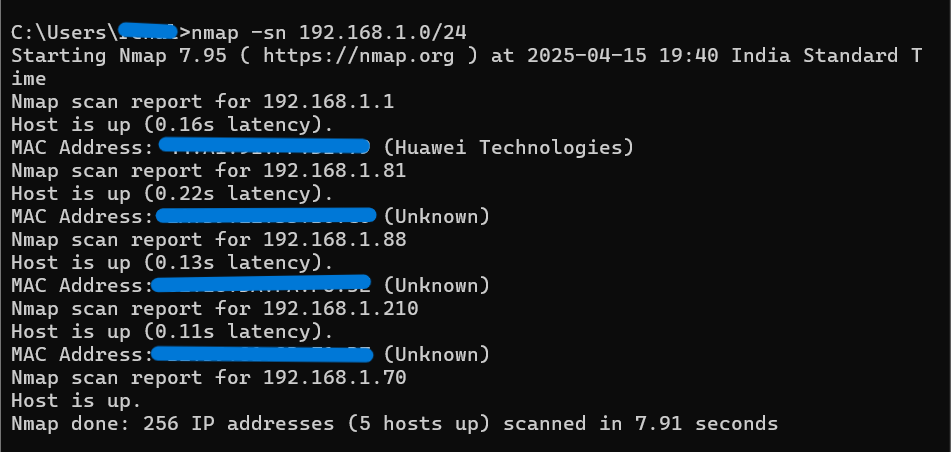 C:\Users\>nmap -sn 192.168.1.0/24
Starting Nmap 7.95 ( https://nmap.org ) at 2025-04-15 19:40 India Standard T
ime
Nmap scan report for 192.168.1.1
Host is up (0.16s latency).
MAC Address: (Huawei Technologies)
Nmap scan report for 192.168.1.81
Host is up (0.22s latency).
MAC Address: (Unknown)
Nmap scan report for 192.168.1.88
Host is up (0.13s latency).
MAC Address: (Unknown)
Nmap scan report for 192.168.1.210
Host is up (0.11s latency).
MAC Address: (Unknown)
Nmap scan report for 192.168.1.70
Host is up.
Nmap done: 256 IP addresses (5 hosts up) scanned in 7.91 seconds